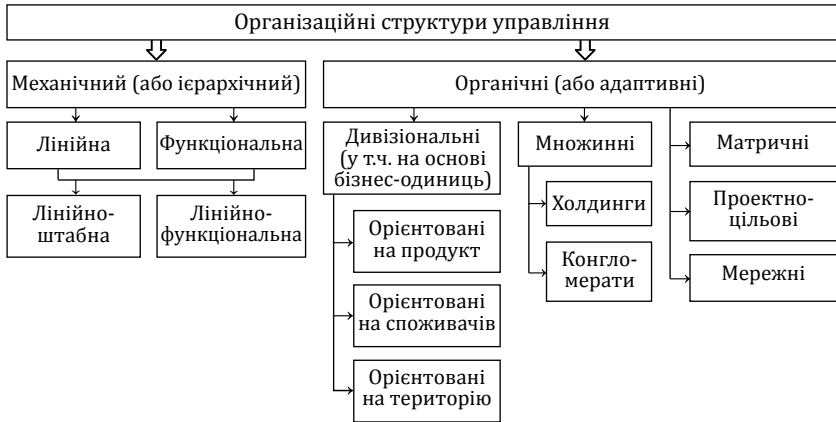 Організаційні структури управління
Механічний (або ієрархічний)
Органічні (або адаптивні)
Лінійна
Функціональна
Лінійно-
штабна
Лінійно-
функціональна
Дивізіональні
(у т.ч. на основі
бізнес-одиниць)
Орієнтовані
на продукт
Орієнтовані
на споживачів
Орієнтовані
на територію
Множинні
Холдинги
Конгло-
мерати
Матричні
Проектно-
цільові
Мережні